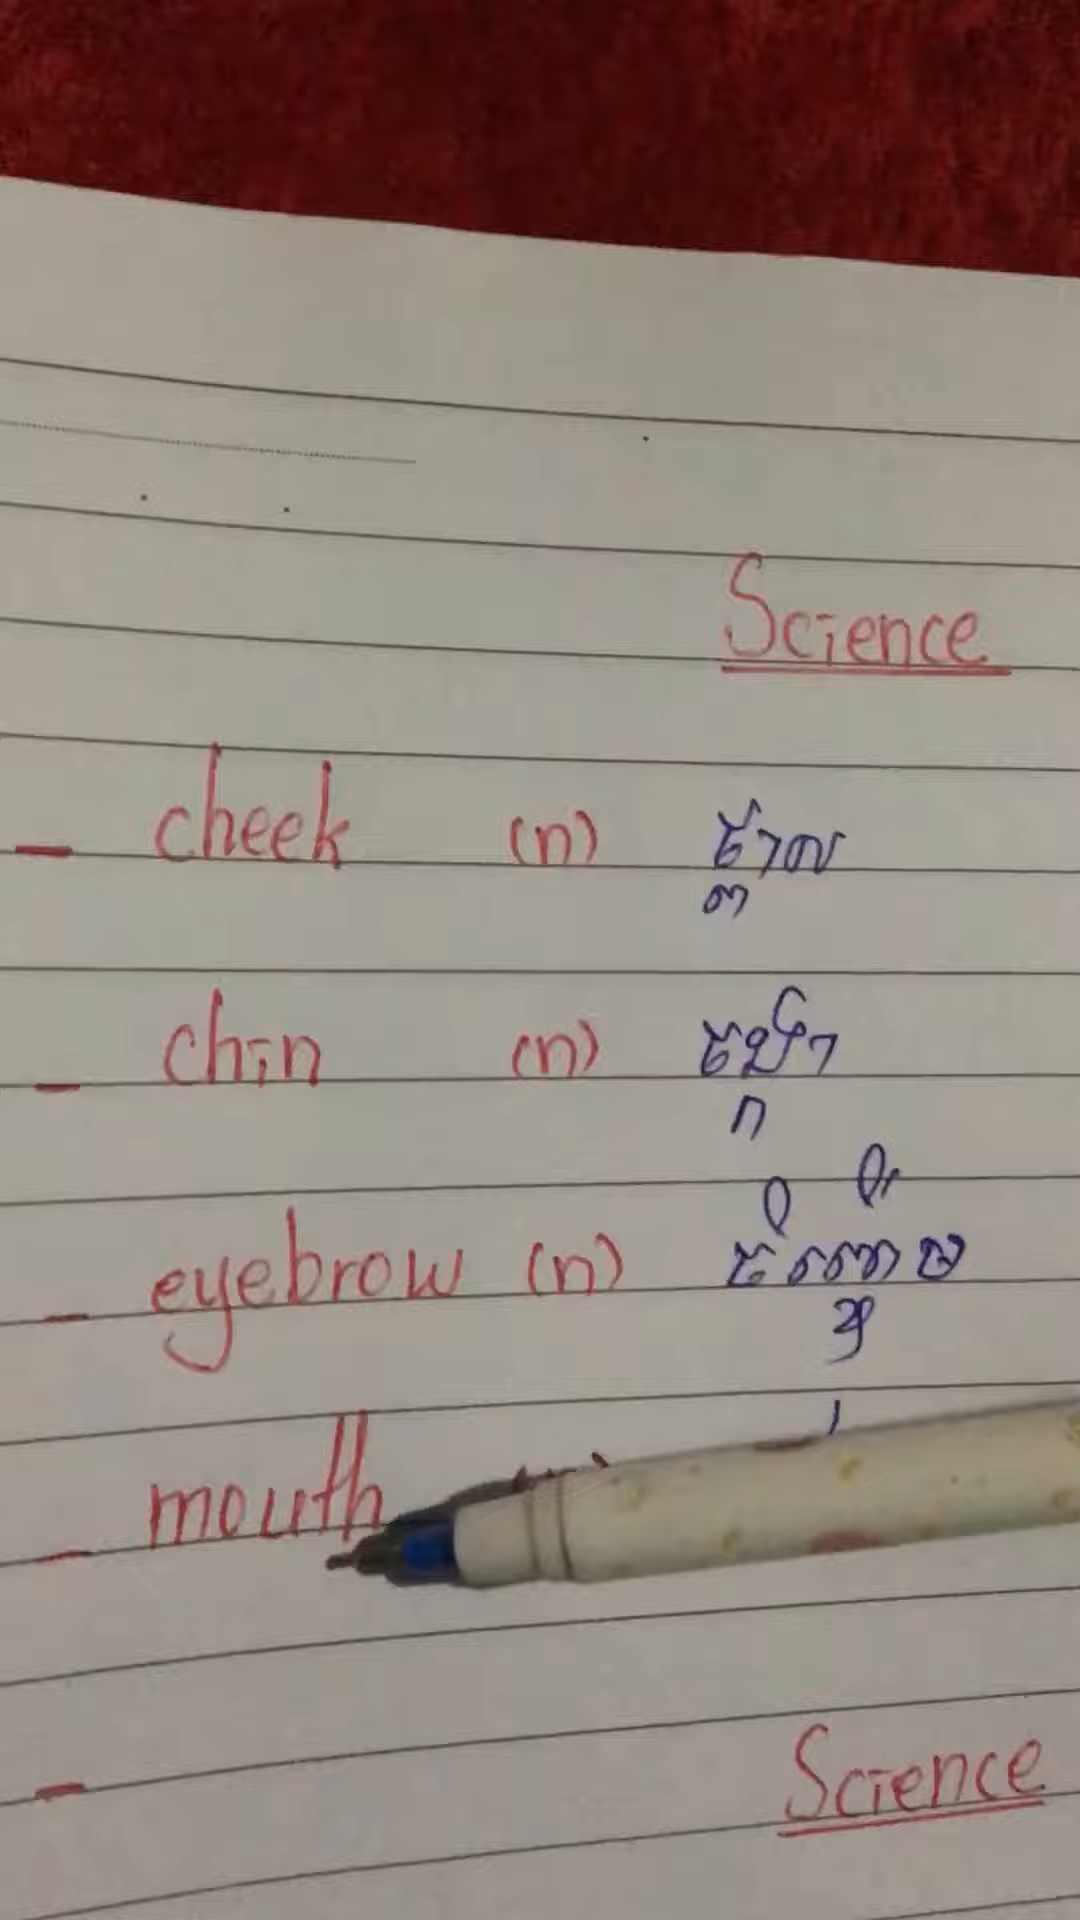 Science
- cheek (n) ថ្ពាល់
- chin (n) ចង្កា
- eyebrow (n) ចិញ្ចើម
- mouth
-
Science